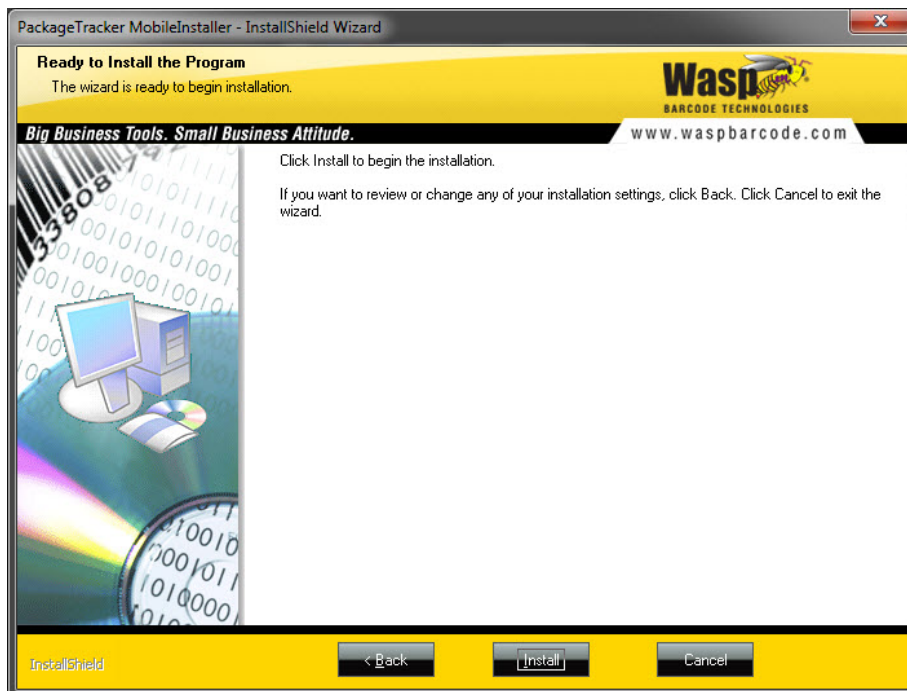 PackageTracker MobileInstaller - InstallShield Wizard
Ready to Install the Program
The wizard is ready to begin installation.
Wasp
BARCODE TECHNOLOGIES
Big Business Tools. Small Business Attitude.
www.waspbarcode.com
Click Install to begin the installation.
If you want to review or change any of your installation settings, click Back. Click Cancel to exit the
wizard.
InstallShield
< Back
Install
Cancel